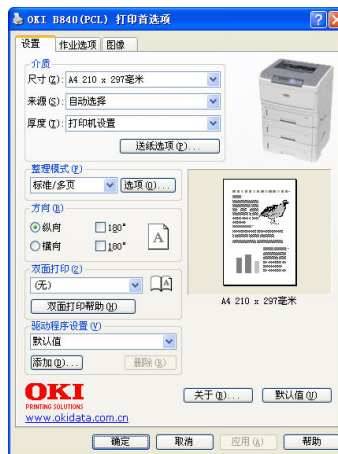 OKI B840(PCL) 打印首选项
设置 作业选项 图像
介质
尺寸(Z): A4 210 x 297毫米
来源(S): 自动选择
厚度(T): 打印机设置
送纸选项(P)...
整理模式(F)
标准/多页 选项(O)...
方向(R)
纵向 180°
横向 180°
A
双面打印(2)
(无)
A
双面打印帮助(H)
A4 210 x 297毫米
驱动程序设置(V)
默认值
添加(D)... 删除(R)
OKI
PRINTING SOLUTIONS
www.okidata.com.cn
关于(B)... 默认值(U)
确定 取消 应用(A) 帮助